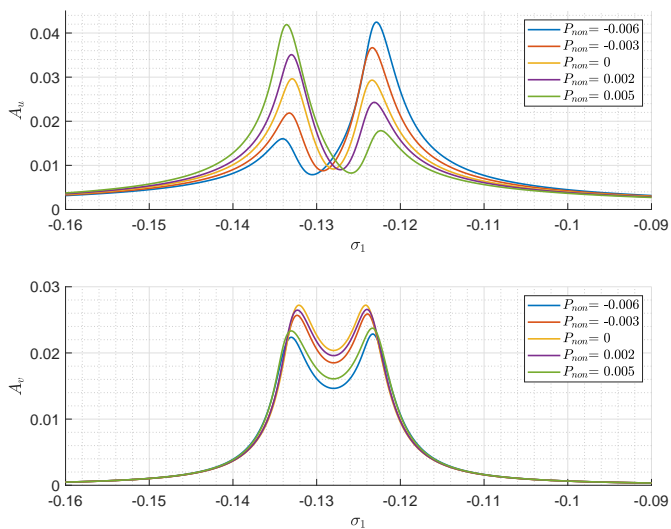 0.04
0.03
0.02
0.01
0
A_u
P_non= -0.006
P_non= -0.003
P_non= 0
P_non= 0.002
P_non= 0.005
-0.16 -0.15 -0.14 -0.13 -0.12 -0.11 -0.1 -0.09
σ_1
0.03
0.02
0.01
0
A_v
P_non= -0.006
P_non= -0.003
P_non= 0
P_non= 0.002
P_non= 0.005
-0.16 -0.15 -0.14 -0.13 -0.12 -0.11 -0.1 -0.09
σ_1